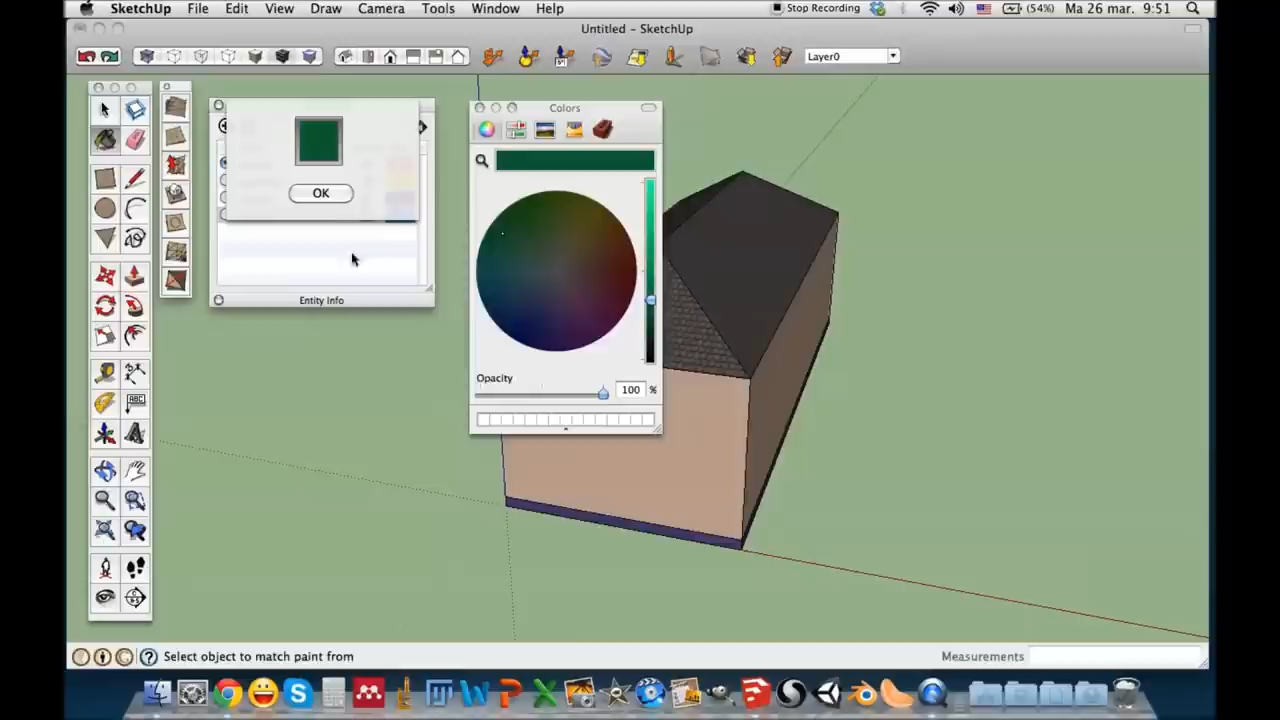 SketchUp File Edit View Draw Camera Tools Window Help Stop Recording (54%) Ma 26 mar. 9:51
Untitled - SketchUp
Layer0
Colors
OK
Entity Info
Opacity
100 %
ABC
Select object to match paint from
Measurements